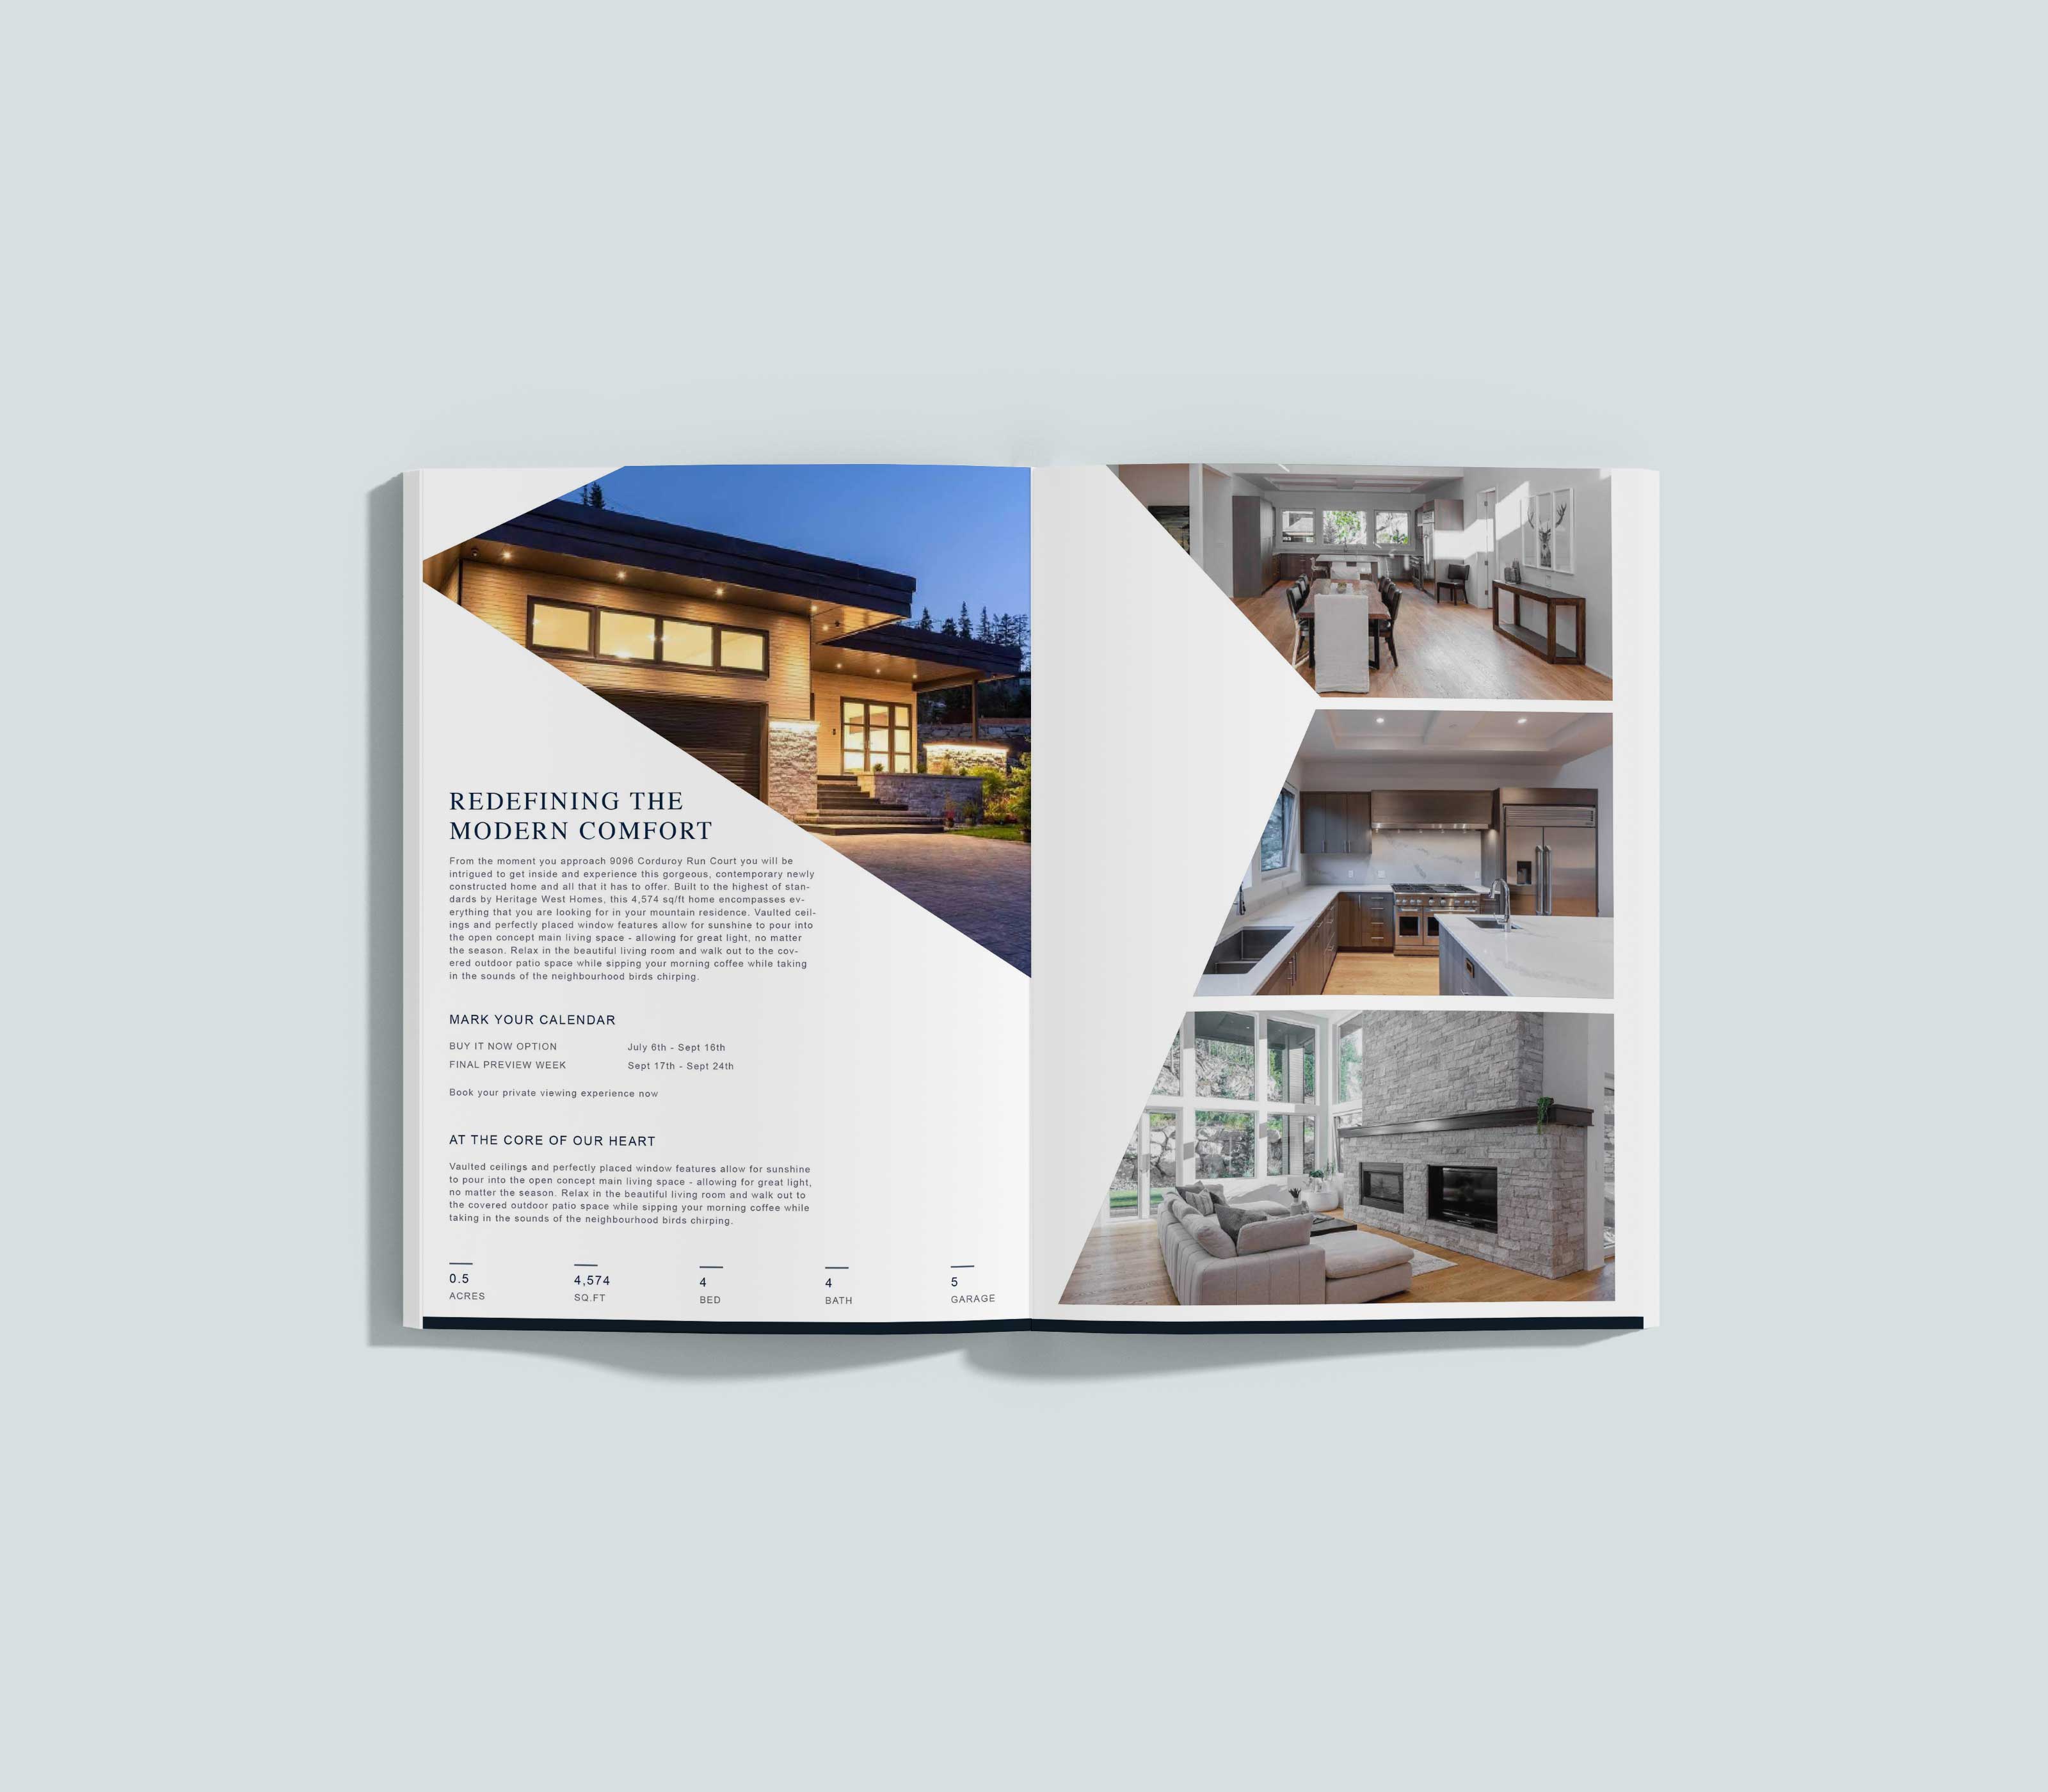 REDEFINING THE
MODERN COMFORT
From the moment you approach 9096 Corduroy Run Court you will be
intrigued to get inside and experience this gorgeous, contemporary newly
constructed home and all that it has to offer. Built to the highest of stan-
dards by Heritage West Homes, this 4,574 sq/ft home encompasses ev-
erything that you are looking for in your mountain residence. Vaulted ceil-
ings and perfectly placed window features allow for sunshine to pour into
the open concept main living space - allowing for great light, no matter
the season. Relax in the beautiful living room and walk out to the cov-
ered outdoor patio space while sipping your morning coffee while taking
in the sounds of the neighbourhood birds chirping.
MARK YOUR CALENDAR
BUY IT NOW OPTION July 6th - Sept 16th
FINAL PREVIEW WEEK Sept 17th - Sept 24th
Book your private viewing experience now
AT THE CORE OF OUR HEART
Vaulted ceilings and perfectly placed window features allow for sunshine
to pour into the open concept main living space - allowing for great light,
no matter the season. Relax in the beautiful living room and walk out to
the covered outdoor patio space while sipping your morning coffee while
taking in the sounds of the neighbourhood birds chirping.
0.5 4,574 4 4 5
ACRES SQ.FT BED BATH GARAGE